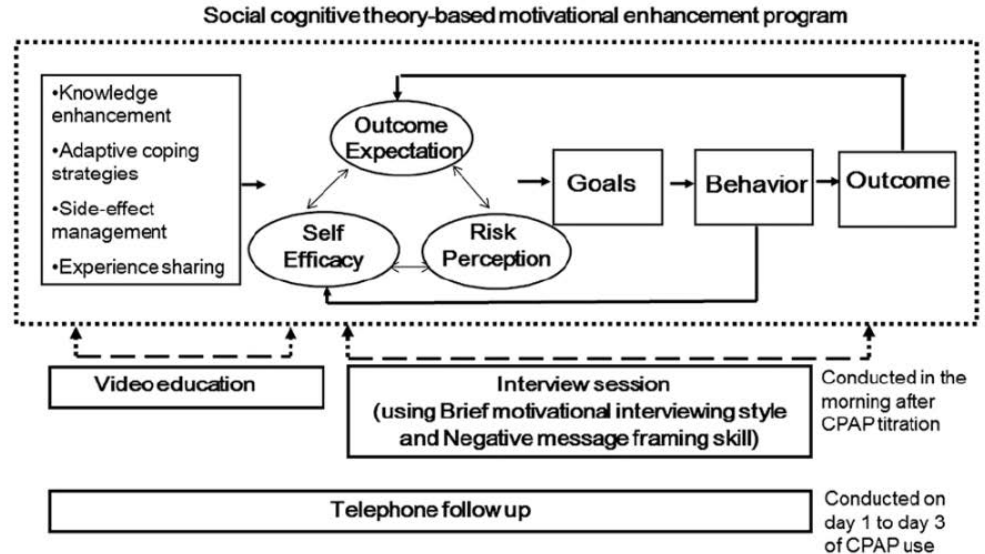 Social cognitive theory-based motivational enhancement program
•Knowledge
enhancement
•Adaptive coping
strategies
•Side-effect
management
•Experience sharing
Outcome
Expectation
Self
Efficacy
Risk
Perception
Goals
Behavior
Outcome
Video education
Interview session
(using Brief motivational interviewing style
and Negative message framing skill)
Conducted in the
morning after
CPAP titration
Telephone follow up
Conducted on
day 1 to day 3
of CPAP use